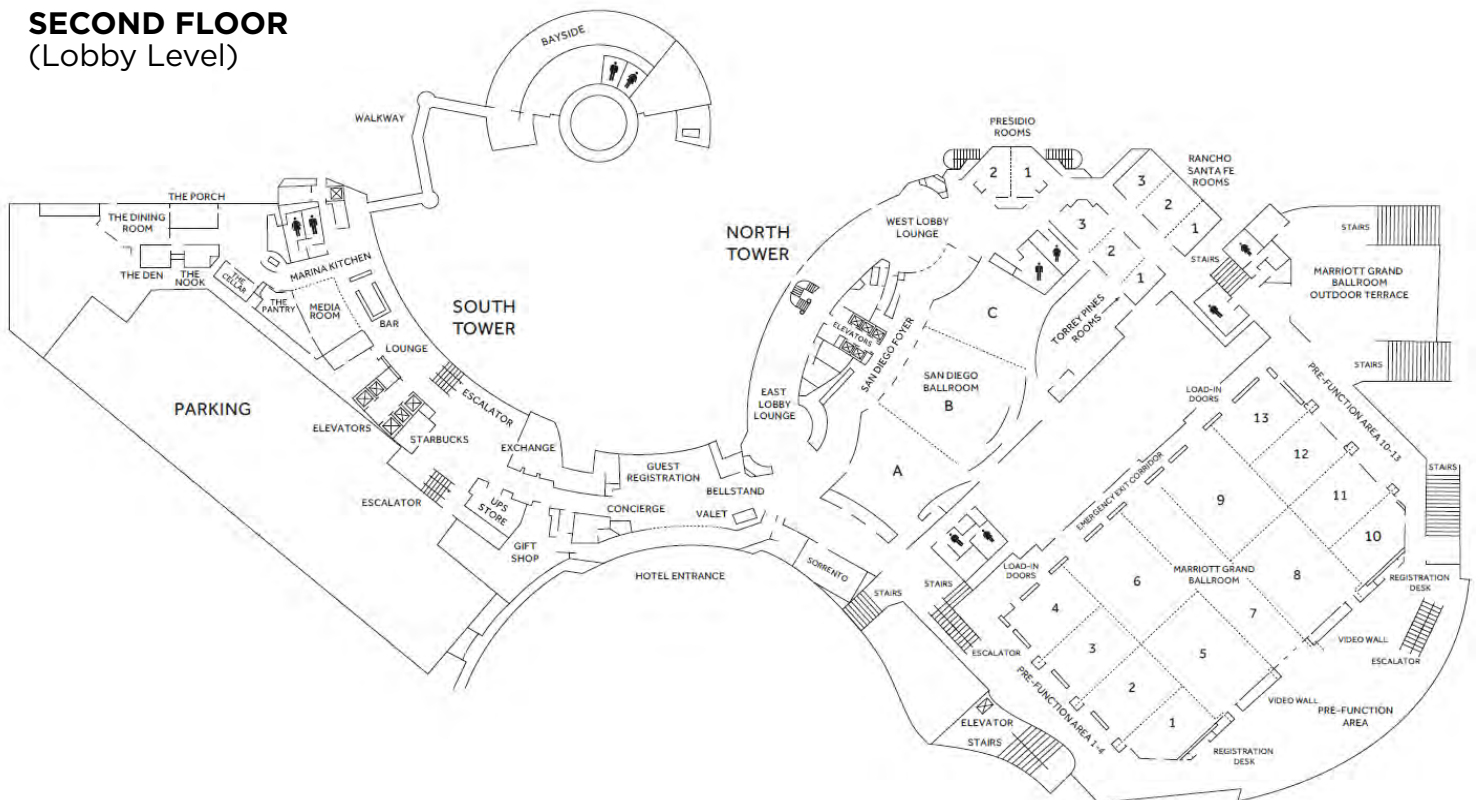 SECOND FLOOR
(Lobby Level)
BAYSIDE
WALKWAY
THE PORCH
THE DINING
ROOM
THE DEN
THE
NOOK
THE
CELLAR
THE
PANTRY
MARINA KITCHEN
MEDIA
ROOM
BAR
LOUNGE
SOUTH
TOWER
PARKING
ELEVATORS
STARBUCKS
ESCALATOR
EXCHANGE
ESCALATOR
UPS
STORE
GIFT
SHOP
GUEST
REGISTRATION
CONCIERGE
BELLSTAND
VALET
HOTEL ENTRANCE
SORRENTO
STAIRS
NORTH
TOWER
PRESIDIO
ROOMS
2
1
RANCHO
SANTA FE
ROOMS
3
2
1
WEST LOBBY
LOUNGE
3
2
1
TORREY PINES
ROOMS
ELEVATORS
SAN DIEGO FOYER
EAST
LOBBY
LOUNGE
C
SAN DIEGO
BALLROOM
B
A
STAIRS
STAIRS
MARRIOTT GRAND
BALLROOM
OUTDOOR TERRACE
STAIRS
PRE-FUNCTION AREA 10-13
STAIRS
LOAD-IN
DOORS
EMERGENCY EXIT CORRIDOR
13
12
11
10
9
8
7
6
5
4
3
2
1
MARRIOTT GRAND
BALLROOM
LOAD-IN
DOORS
STAIRS
ESCALATOR
PRE-FUNCTION AREA 1-4
ELEVATOR
STAIRS
REGISTRATION
DESK
VIDEO WALL
ESCALATOR
VIDEO WALL
PRE-FUNCTION
AREA
REGISTRATION
DESK